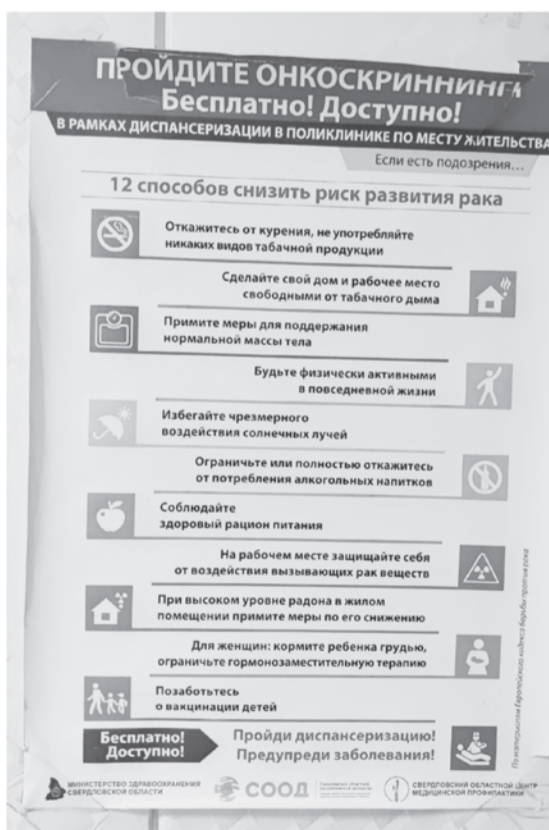 ПРОЙДИТЕ ОНКОСКРИНИНГ
Бесплатно! Доступно!
В РАМКАХ ДИСПАНСЕРИЗАЦИИ В ПОЛИКЛИНИКЕ ПО МЕСТУ ЖИТЕЛЬСТВА
Если есть подозрения...
12 способов снизить риск развития рака
Откажитесь от курения, не употребляйте
никаких видов табачной продукции
Сделайте свой дом и рабочее место
свободными от табачного дыма
Примите меры для поддержания
нормальной массы тела
Будьте физически активными
в повседневной жизни
Избегайте чрезмерного
воздействия солнечных лучей
Ограничьте или полностью откажитесь
от потребления алкогольных напитков
Соблюдайте
здоровый рацион питания
На рабочем месте защищайте себя
от воздействия вызывающих рак веществ
При высоком уровне радона в жилом
помещении примите меры по его снижению
Для женщин: кормите ребенка грудью,
ограничьте гормонозаместительную терапию
Позаботьтесь
о вакцинации детей
Бесплатно!
Доступно!
Пройди диспансеризацию!
Предупреди заболевания!
По материалам Европейского кодекса борьбы против рака
МИНИСТЕРСТВО ЗДРАВООХРАНЕНИЯ
СВЕРДЛОВСКОЙ ОБЛАСТИ
СООД
СВЕРДЛОВСКИЙ ОБЛАСТНОЙ ЦЕНТР
МЕДИЦИНСКОЙ ПРОФИЛАКТИКИ